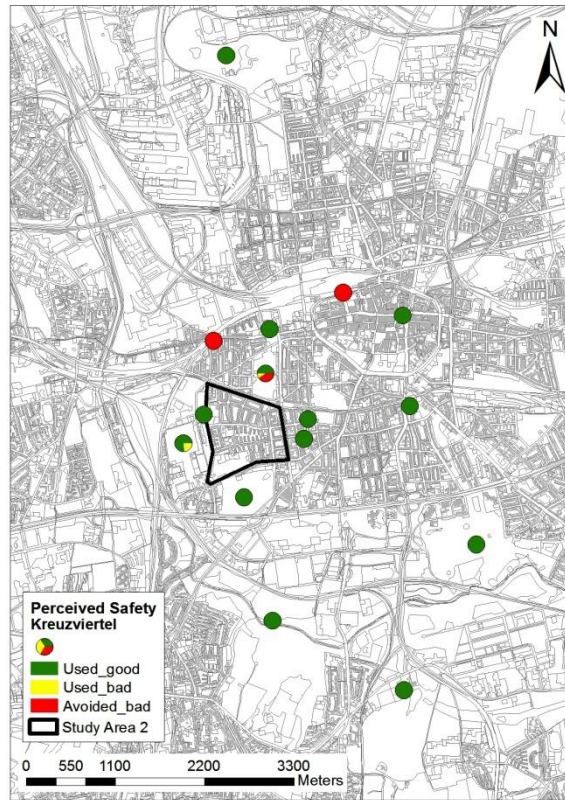 N
Perceived Safety
Kreuzviertel
Used_good
Used_bad
Avoided_bad
Study Area 2
0 550 1100 2200 3300
Meters